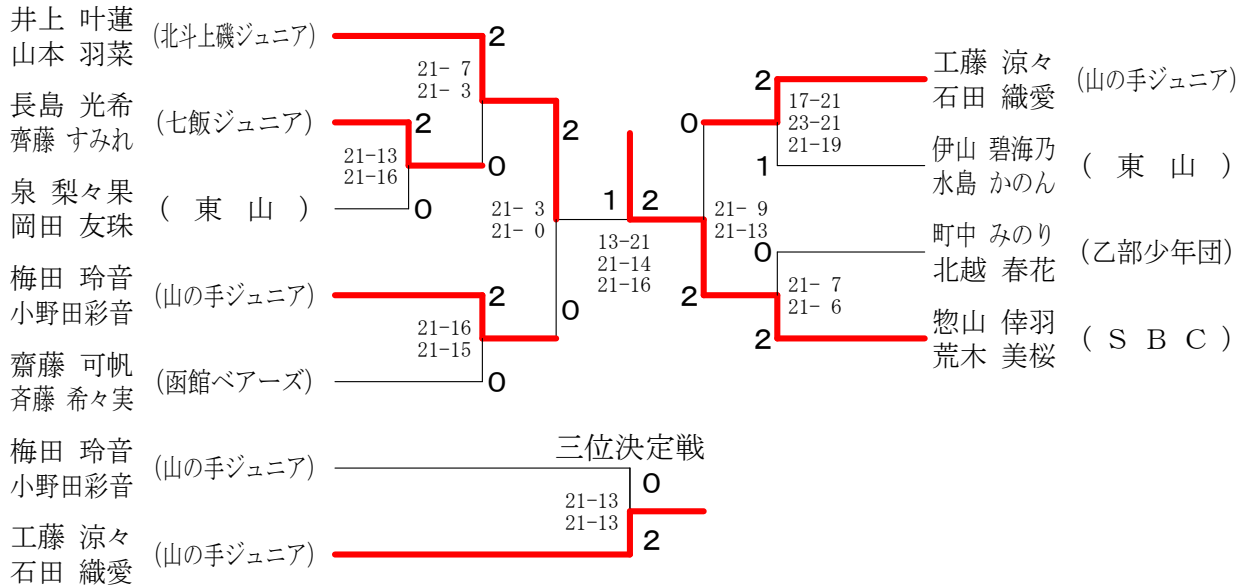 井上 叶蓮
山本 羽菜
(北斗上磯ジュニア)
2
21- 7
21- 3
長島 光希
齊藤 すみれ
(七飯ジュニア)
2
21-13
21-16
0
泉 梨々果
岡田 友珠
( 東 山 )
0
2
21- 3
21- 0
梅田 玲音
小野田彩音
(山の手ジュニア)
2
21-16
21-15
0
齋藤 可帆
斉藤 希々実
(函館ベアーズ)
0
1 2
13-21
21-14
21-16
工藤 涼々
石田 織愛
(山の手ジュニア)
2
17-21
23-21
21-19
0
伊山 碧海乃
水島 かのん
( 東 山 )
1
21- 9
21-13
町中 みのり
北越 春花
(乙部少年団)
0
21- 7
21- 6
2
惣山 倖羽
荒木 美桜
( S B C )
2
三位決定戦
梅田 玲音
小野田彩音
(山の手ジュニア)
0
21-13
21-13
工藤 涼々
石田 織愛
(山の手ジュニア)
2